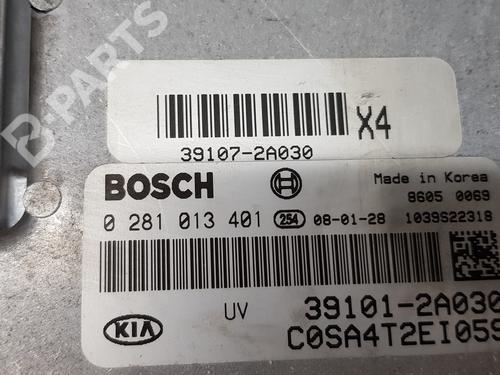 B-PARTS
X4
39107-2A030
BOSCH
Made in Korea
8605 0069
0 281 013 401 254 08-01-28 1039S22318
UV 39101-2A030
KIA C0SA4T2EI05S